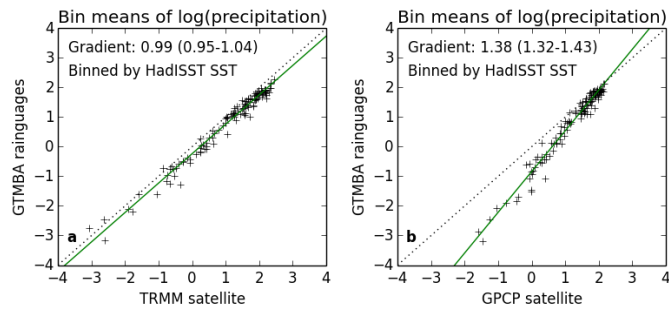 Bin means of log(precipitation)
Gradient: 0.99 (0.95-1.04)
Binned by HadISST SST
GTMBA rainguages
4
3
2
1
0
−1
−2
−3
−4
a
−4 −3 −2 −1 0 1 2 3 4
TRMM satellite
Bin means of log(precipitation)
Gradient: 1.38 (1.32-1.43)
Binned by HadISST SST
GTMBA rainguages
4
3
2
1
0
−1
−2
−3
−4
b
−4 −3 −2 −1 0 1 2 3 4
GPCP satellite